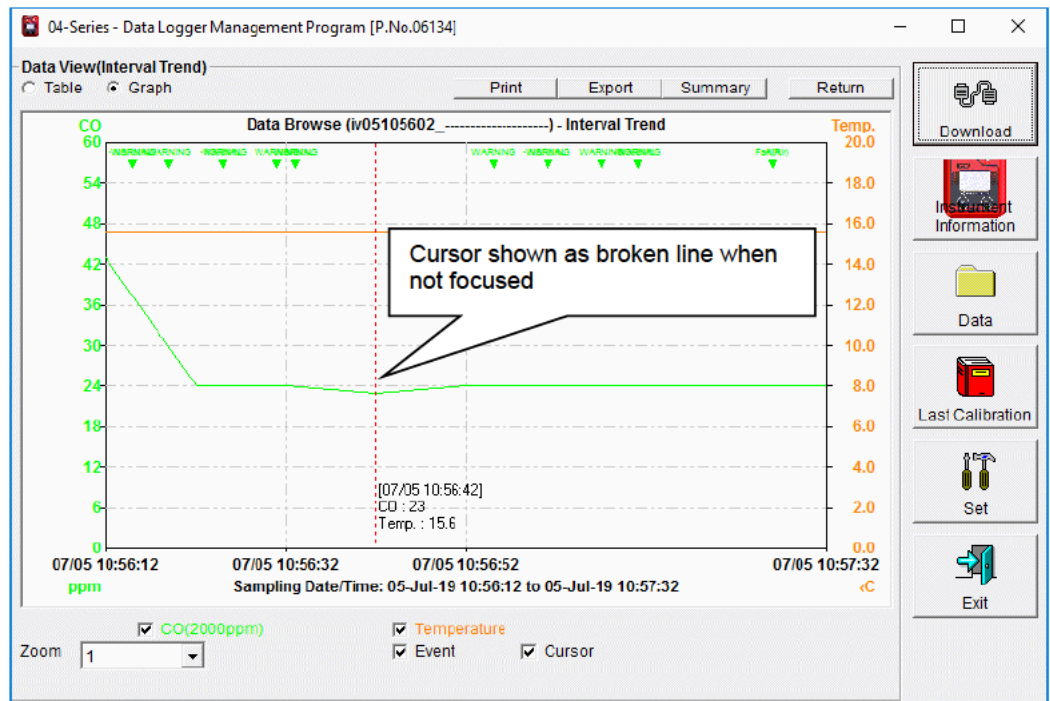 04-Series - Data Logger Management Program [P.No.06134]
Data View(Interval Trend)
Table Graph
Print Export Summary Return
CO Data Browse (iv05105602_--------------------) - Interval Trend Temp.
60 20.0
WARNING WARNING WARNING WARNING
54 18.0
48 16.0
Cursor shown as broken line when
not focused
42 14.0
36 12.0
30 10.0
24 8.0
18 6.0
12 4.0
[07/05 10:56:42]
CO : 23
Temp. : 15.6
6 2.0
0 0.0
07/05 10:56:12 07/05 10:56:32 07/05 10:56:52 07/05 10:57:32
ppm Sampling Date/Time: 05-Jul-19 10:56:12 to 05-Jul-19 10:57:32 <C
CO(2000ppm) Temperature
Zoom 1 Event Cursor
Download
Instrument
Information
Data
Last Calibration
Set
Exit